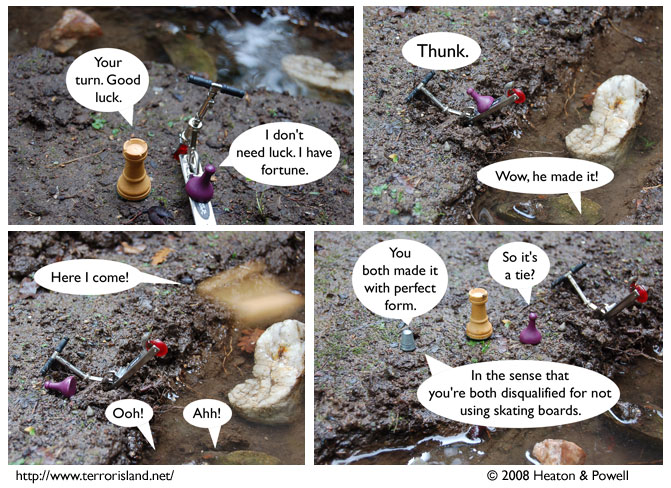 Your
turn. Good
luck.
I don't
need luck. I have
fortune.
Thunk.
Wow, he made it!
Here I come!
Ooh!
Ahh!
You
both made it
with perfect
form.
So it's
a tie?
In the sense that
you're both disqualified for not
using skating boards.
http://www.terrorisland.net/
© 2008 Heaton & Powell